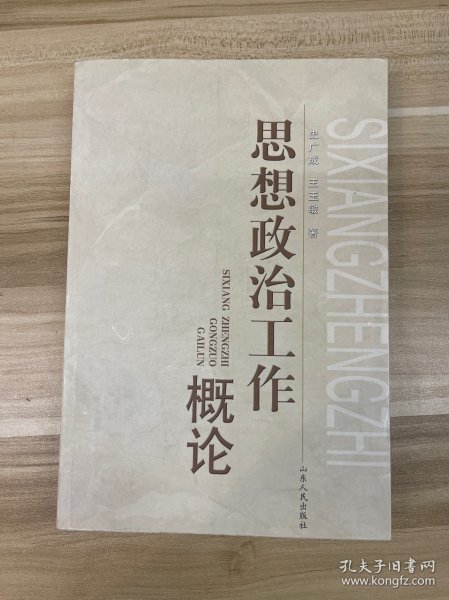 SIXIANGZHENGZHI
史广成 王玉敏 著
思想政治工作
SIXIANG ZHENGZHI
GONGZUO
GAILUN
概论
山东人民出版社
孔夫子旧书网
www.kongfz.com